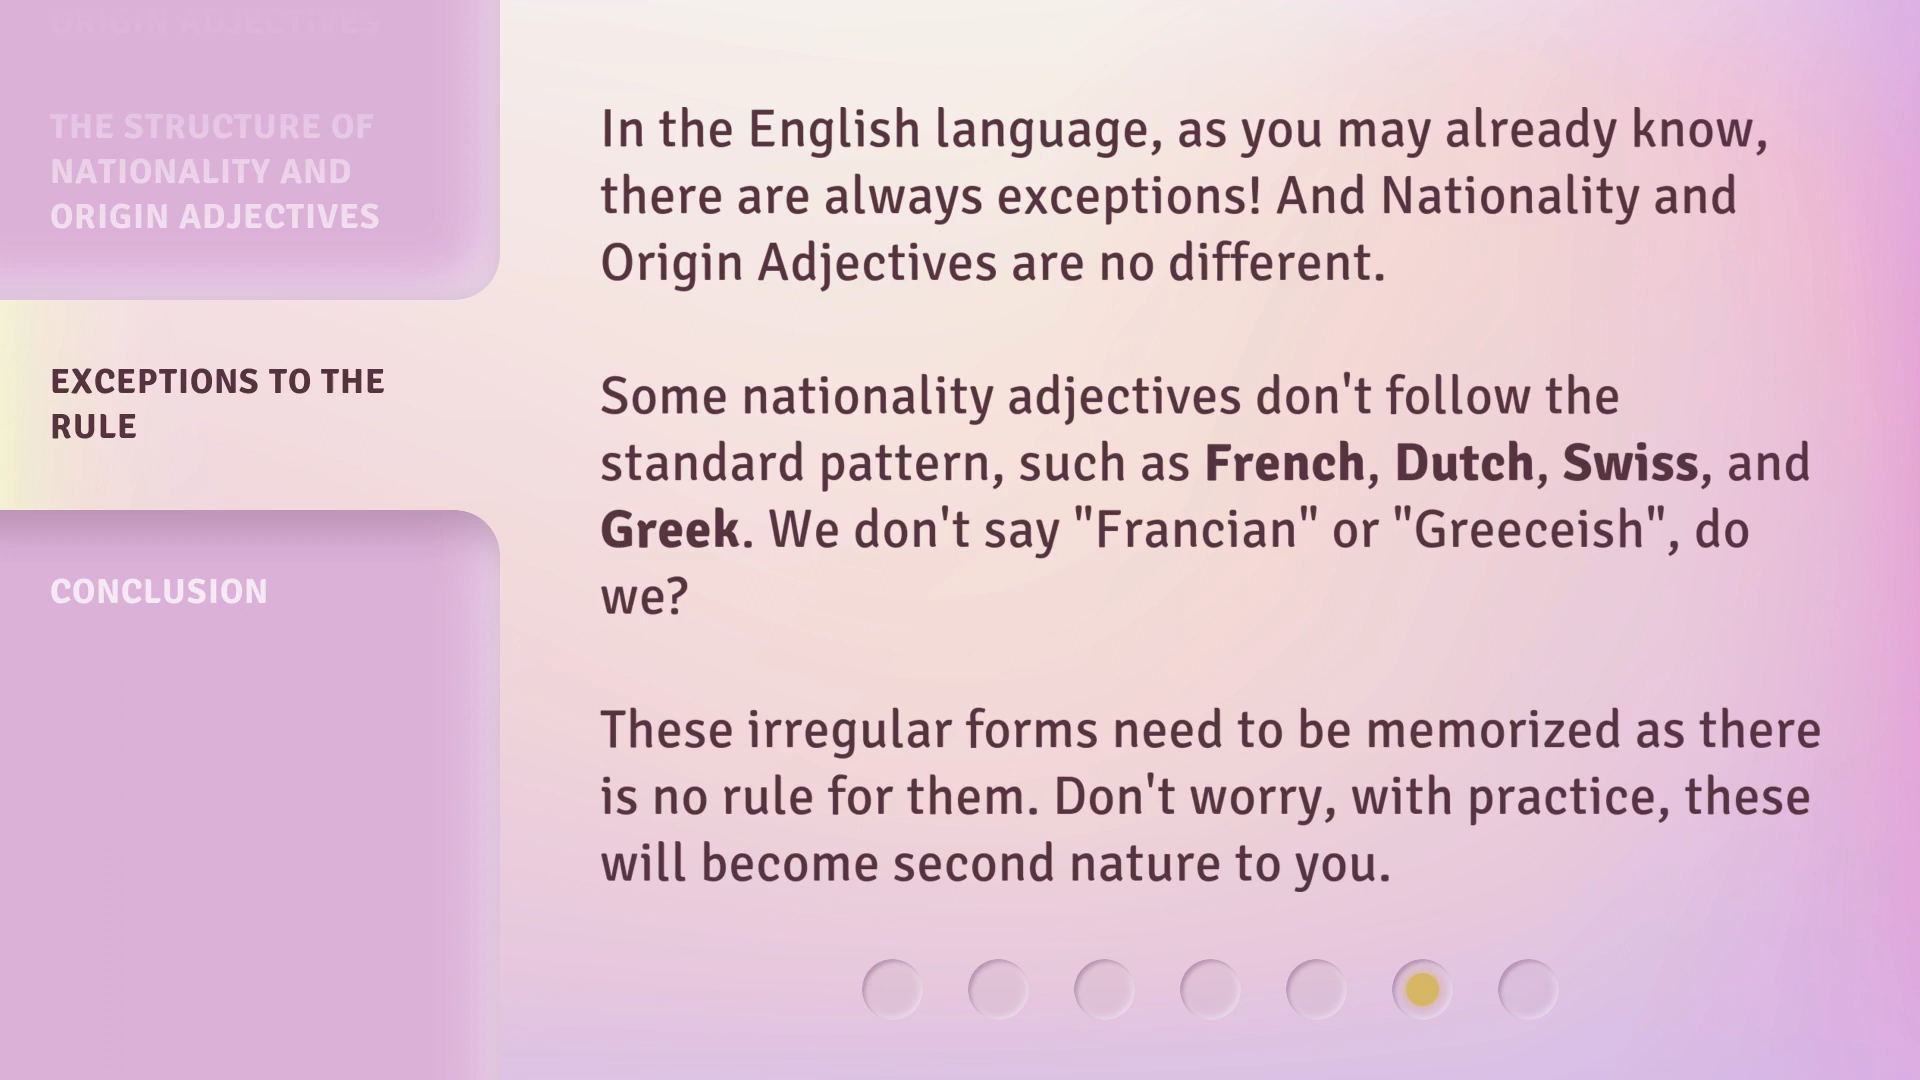 ORIGIN ADJECTIVES
THE STRUCTURE OF
NATIONALITY AND
ORIGIN ADJECTIVES
EXCEPTIONS TO THE
RULE
CONCLUSION
In the English language, as you may already know,
there are always exceptions! And Nationality and
Origin Adjectives are no different.
Some nationality adjectives don't follow the
standard pattern, such as French, Dutch, Swiss, and
Greek. We don't say "Francian" or "Greeceish", do
we?
These irregular forms need to be memorized as there
is no rule for them. Don't worry, with practice, these
will become second nature to you.